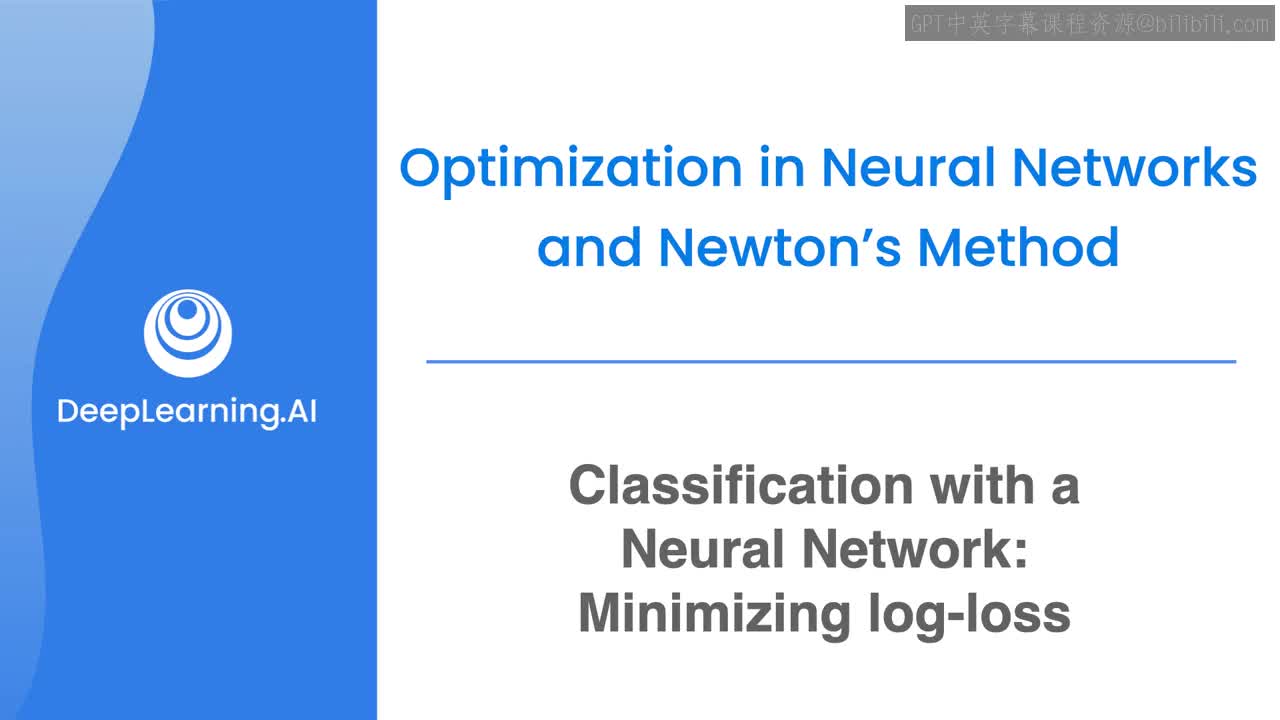 GPT中英字幕课程资源@bilibili.com
Optimization in Neural Networks
and Newton’s Method
DeepLearning.AI
Classification with a
Neural Network:
Minimizing log-loss